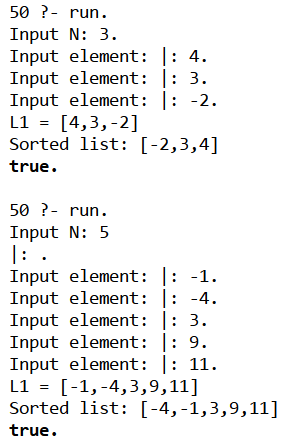 50 ?- run.
Input N: 3.
Input element: |: 4.
Input element: |: 3.
Input element: |: -2.
L1 = [4,3,-2]
Sorted list: [-2,3,4]
true.

50 ?- run.
Input N: 5
|: .
Input element: |: -1.
Input element: |: -4.
Input element: |: 3.
Input element: |: 9.
Input element: |: 11.
L1 = [-1,-4,3,9,11]
Sorted list: [-4,-1,3,9,11]
true.